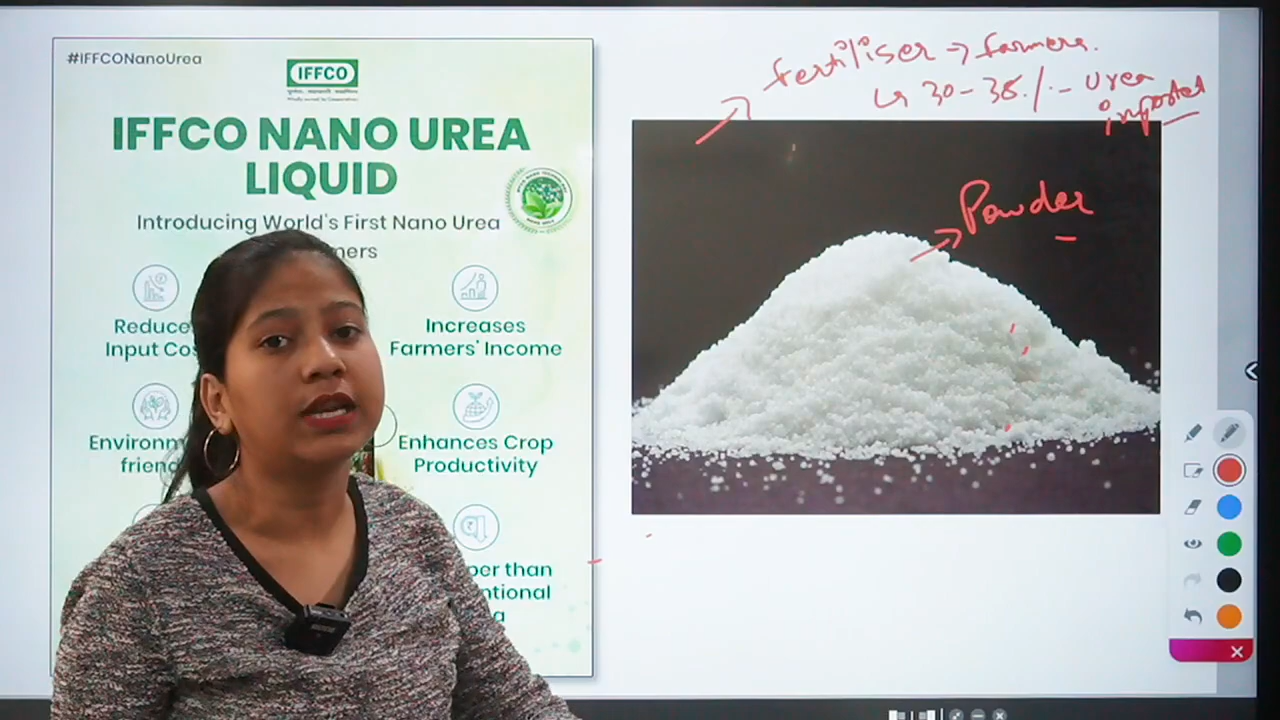 #IFFCONanoUrea
IFFCO
IFFCO NANO UREA
LIQUID
Introducing World's First Nano Urea
Reduce
Input Cos
Increases
Farmers' Income
Environm
frien
Enhances Crop
Productivity
per than
ntional
a
fertiliser → farmers.
↳ 30-35% - urea
imported
Powder